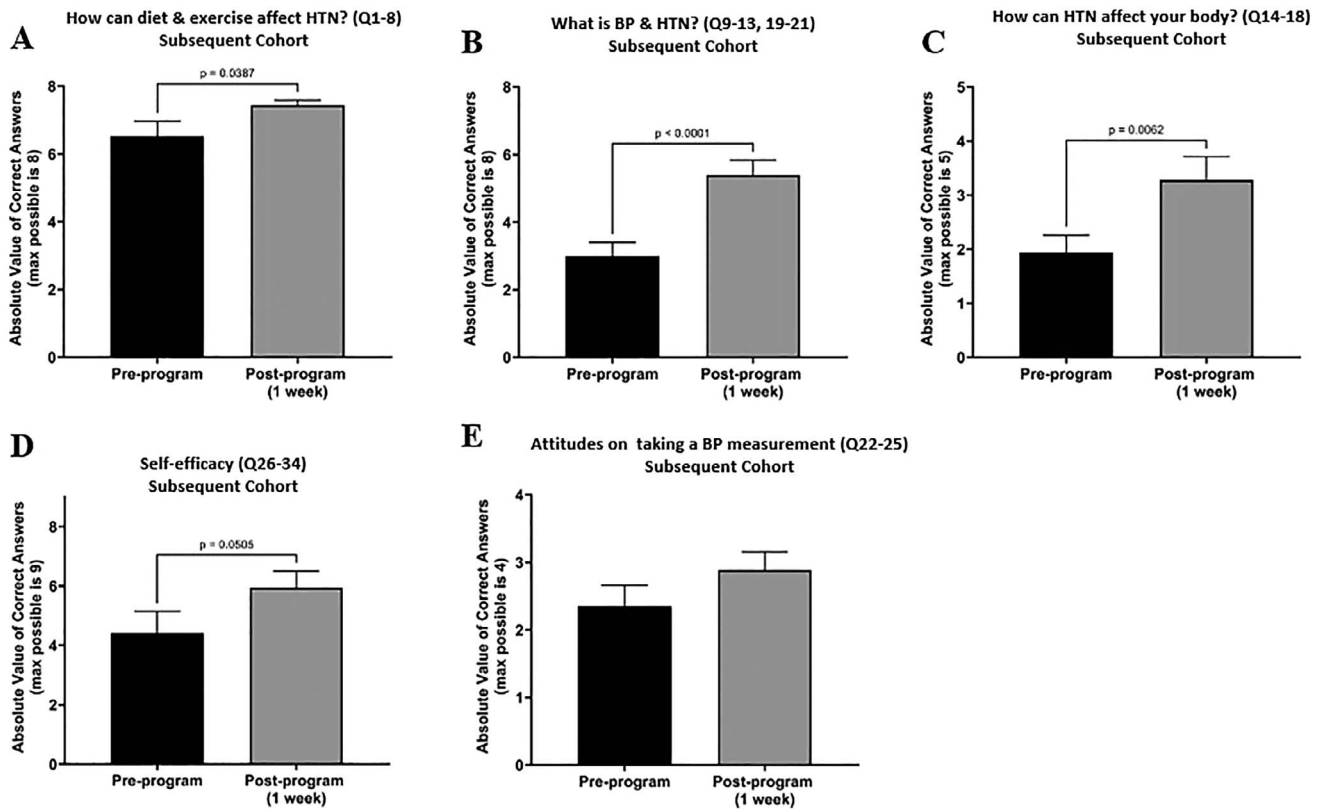 A
How can diet & exercise affect HTN? (Q1-8)
Subsequent Cohort
p = 0.0387
Absolute Value of Correct Answers
(max possible is 8)
8
6
4
2
0
Pre-program
Post-program
(1 week)
B
What is BP & HTN? (Q9-13, 19-21)
Subsequent Cohort
p < 0.0001
Absolute Value of Correct Answers
(max possible is 8)
8
6
4
2
0
Pre-program
Post-program
(1 week)
C
How can HTN affect your body? (Q14-18)
Subsequent Cohort
p = 0.0062
Absolute Value of Correct Answers
(max possible is 5)
5
4
3
2
1
0
Pre-program
Post-program
(1 week)
D
Self-efficacy (Q26-34)
Subsequent Cohort
p = 0.0505
Absolute Value of Correct Answers
(max possible is 9)
8
6
4
2
0
Pre-program
Post-program
(1 week)
E
Attitudes on taking a BP measurement (Q22-25)
Subsequent Cohort
Absolute Value of Correct Answers
(max possible is 4)
4
3
2
1
0
Pre-program
Post-program
(1 week)